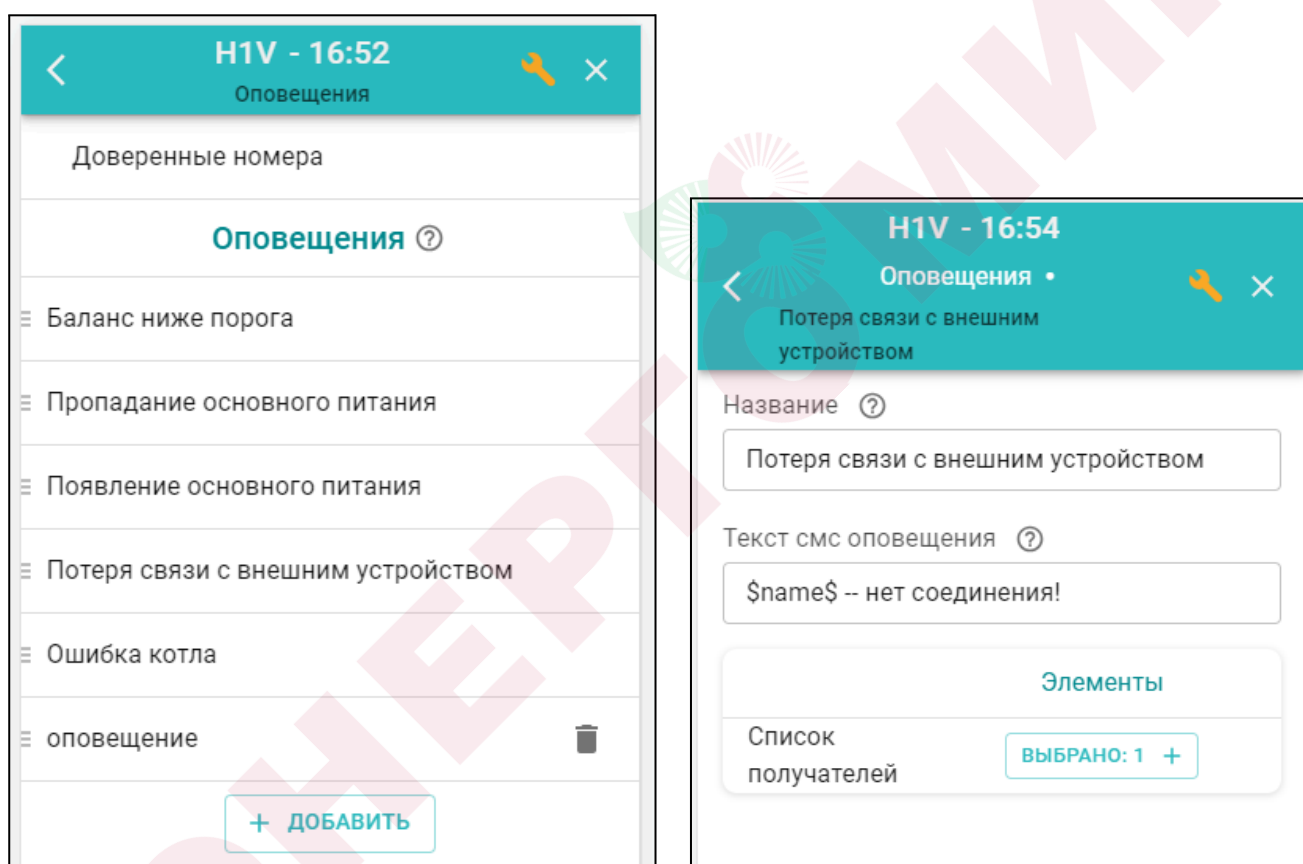 H1V - 16:52
Оповещения
Доверенные номера
Оповещения
Баланс ниже порога
Пропадание основного питания
Появление основного питания
Потеря связи с внешним устройством
Ошибка котла
оповещение
+ ДОБАВИТЬ
H1V - 16:54
Оповещения •
Потеря связи с внешним
устройством
Название
Потеря связи с внешним устройством
Текст смс оповещения
$name$ -- нет соединения!
Элементы
Список
получателей
ВЫБРАНО: 1 +